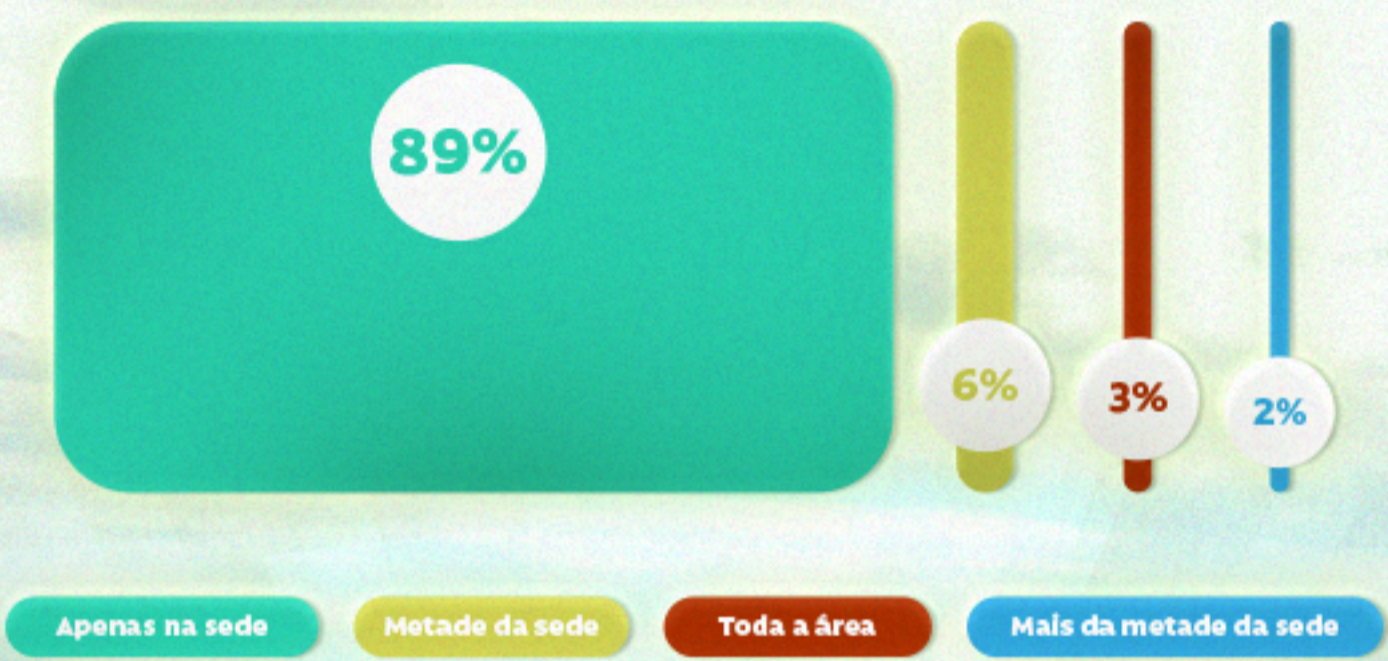 89%
6%
3%
2%
Apenas na sede
Metade da sede
Toda a área
Mais da metade da sede